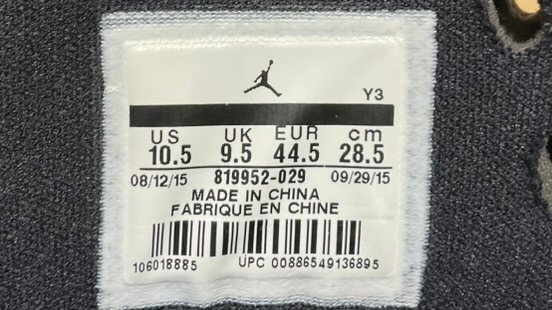 Y3
US UK EUR cm
10.5 9.5 44.5 28.5
08/12/15 819952-029 09/29/15
MADE IN CHINA
FABRIQUE EN CHINE
106018885 UPC 00886549136895